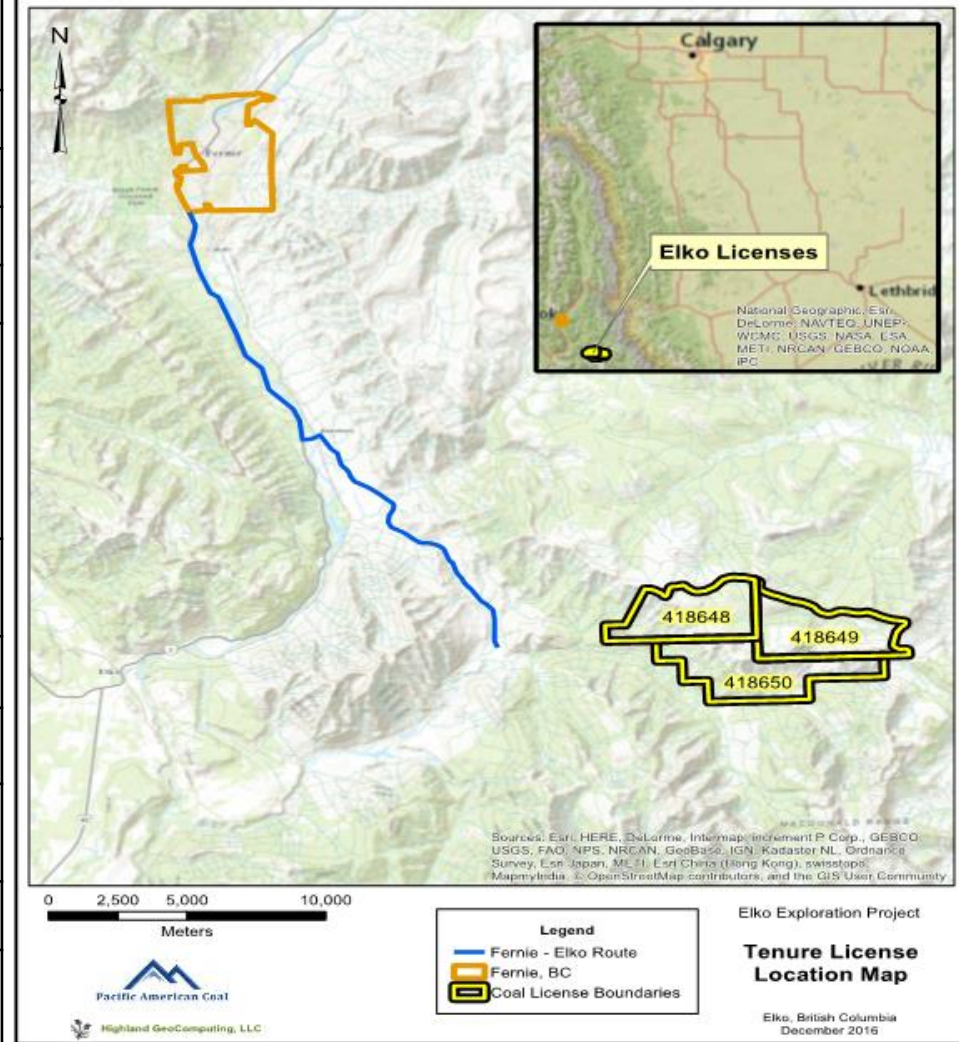 N
Calgary
Elko Licenses
Lethbrid
National Geographic, Esri,
DeLorme, NAVTEQ, UNEP-
WCMC, USGS, NASA, ESA,
METI, NRCAN, GEBCO, NOAA,
iPC
Fernie
418648
418649
418650
Elko
MACDONALD RANGE
Sources: Esri, HERE, DeLorme, Intermap, increment P Corp., GEBCO,
USGS, FAO, NPS, NRCAN, GeoBase, IGN, Kadaster NL, Ordnance
Survey, Esri Japan, METI, Esri China (Hong Kong), swisstopo,
MapmyIndia, © OpenStreetMap contributors, and the GIS User Community
0 2,500 5,000 10,000
Meters
Pacific American Coal
Highland GeoComputing, LLC
Legend
Fernie - Elko Route
Fernie, BC
Coal License Boundaries
Elko Exploration Project
Tenure License
Location Map
Elko, British Columbia
December 2016